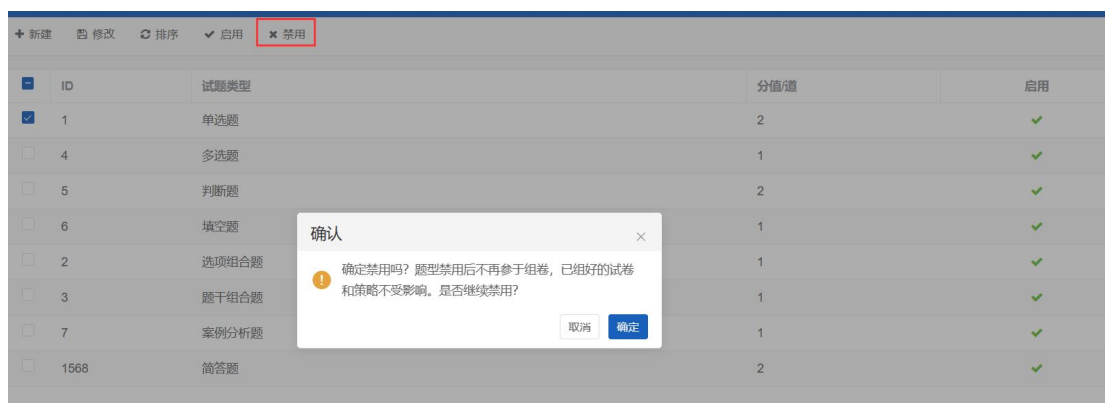 新建 修改 排序 启用 禁用
ID 试题类型 分值/道 启用
1 单选题 2
4 多选题 1
5 判断题 2
6 填空题 1
2 选项组合题 1
3 题干组合题 1
7 案例分析题 1
1568 简答题 2
确认
确定禁用吗？题型禁用后不再参于组卷，已组好的试卷
和策略不受影响。是否继续禁用？
取消 确定